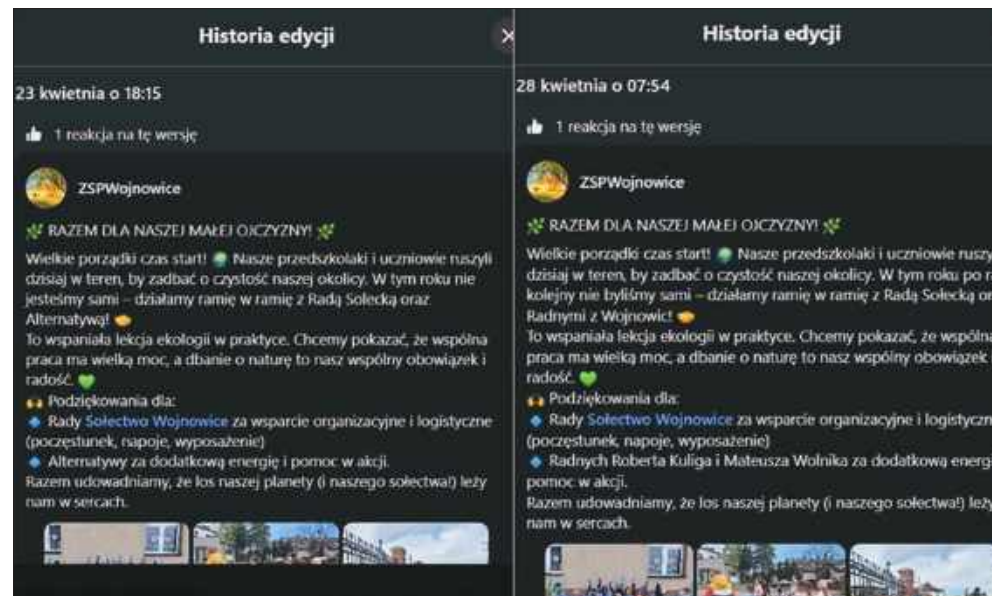 Historia edycji
23 kwietnia o 18:15
1 reakcja na tę wersję
ZSPWojnowice
RAZEM DLA NASZEJ MAŁEJ OJCZYZNY!
Wielkie porządki czas start! Nasze przedszkolaki i uczniowie ruszyli
dzisiaj w teren, by zadbać o czystość naszej okolicy. W tym roku nie
jesteśmy sami – działamy ramię w ramię z Radą Sołecką oraz
Alternatywą!
To wspaniała lekcja ekologii w praktyce. Chcemy pokazać, że wspólna
praca ma wielką moc, a dbanie o naturę to nasz wspólny obowiązek i
radość.
Podziękowania dla:
Rady Sołectwo Wojnowice za wsparcie organizacyjne i logistyczne
(poczęstunek, napoje, wyposażenie)
Alternatywy za dodatkową energię i pomoc w akcji.
Razem udowadniamy, że los naszej planety (i naszego sołectwa!) leży
nam w sercach.
Historia edycji
28 kwietnia o 07:54
1 reakcja na tę wersję
ZSPWojnowice
RAZEM DLA NASZEJ MAŁEJ OJCZYZNY!
Wielkie porządki czas start! Nasze przedszkolaki i uczniowie ruszy
dzisiaj w teren, by zadbać o czystość naszej okolicy. W tym roku po r
kolejny nie byliśmy sami – działamy ramię w ramię z Radą Sołecką or
Radnymi z Wojnowic!
To wspaniała lekcja ekologii w praktyce. Chcemy pokazać, że wspólna
praca ma wielką moc, a dbanie o naturę to nasz wspólny obowiązek
radość.
Podziękowania dla:
Rady Sołectwo Wojnowice za wsparcie organizacyjne i logistyczn
(poczęstunek, napoje, wyposażenie)
Radnych Roberta Kuliga i Mateusza Wolnika za dodatkową energ
pomoc w akcji.
Razem udowadniamy, że los naszej planety (i naszego sołectwa!) leży
nam w sercach.